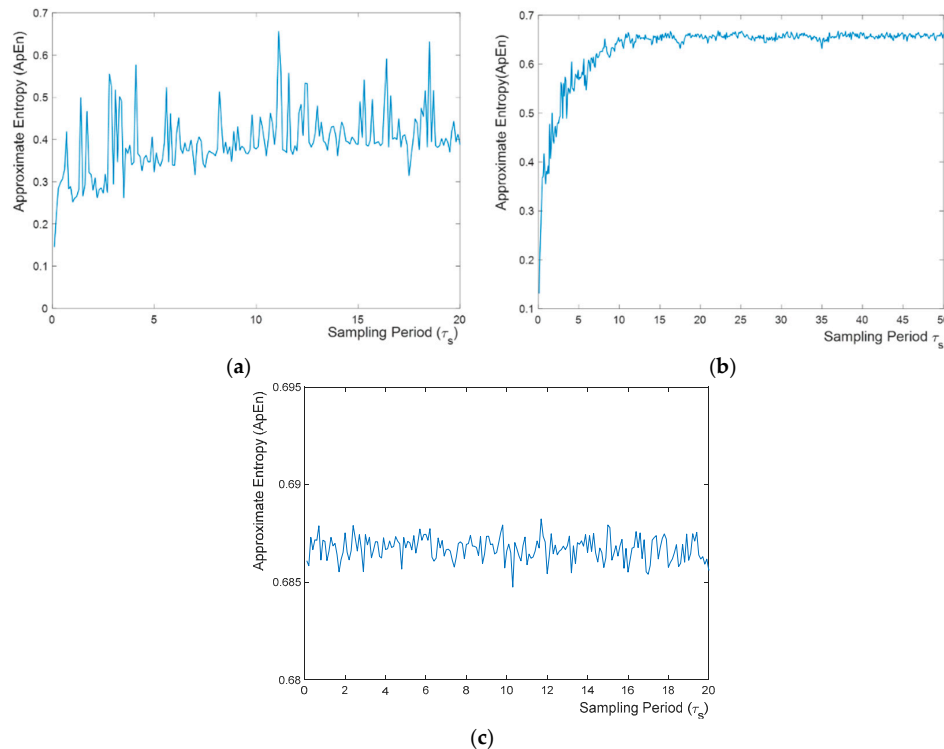 0.7
0.6
0.5
0.4
0.3
0.2
0.1
0
Approximate Entropy (ApEn)
0 5 10 15 20
Sampling Period (τs)
(a)
0.7
0.6
0.5
0.4
0.3
0.2
0.1
Approximate Entropy(ApEn)
0 5 10 15 20 25 30 35 40 45 50
Sampling Period τs
(b)
0.695
0.69
0.685
0.68
Approximate Entropy (ApEn)
0 2 4 6 8 10 12 14 16 18 20
Sampling Period (τs)
(c)